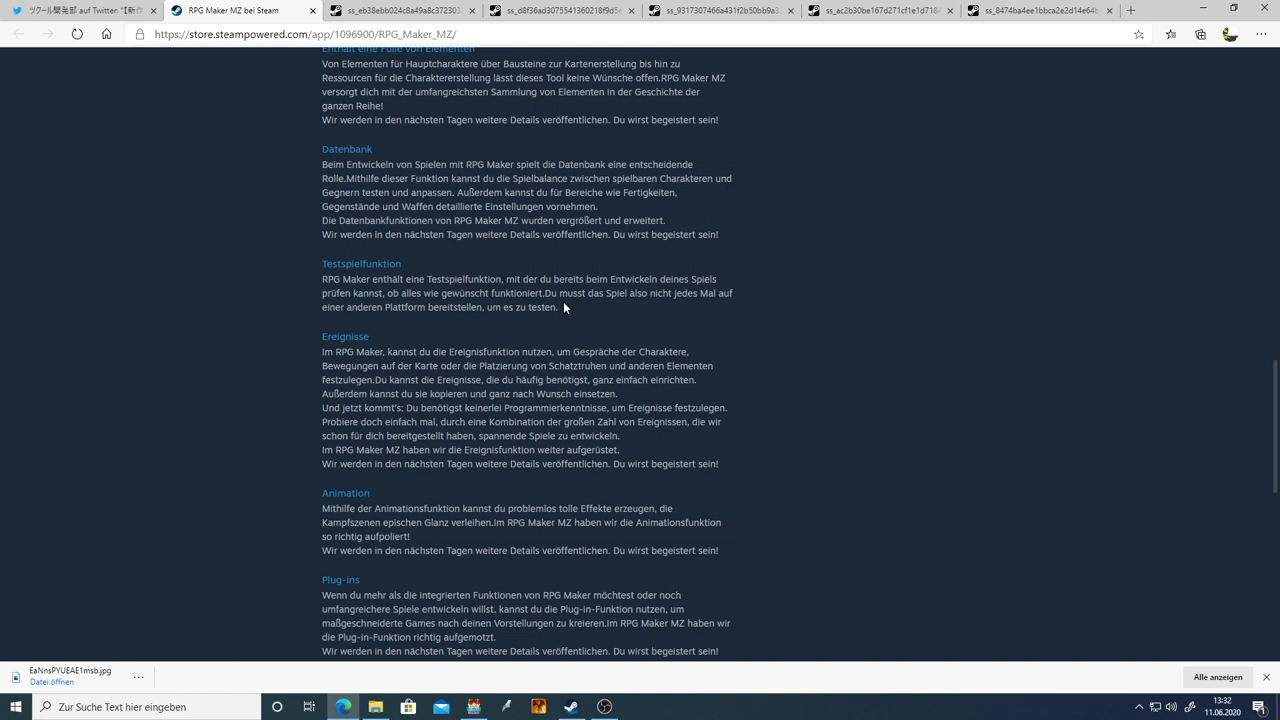 ツクール開発部 auf Twitter: "【新作
RPG Maker MZ bei Steam
ss_eb38ebb024c8a49a8c372303
ss_d8f36ad3075541360218f9d5e
ss_9317307466a431f2b50bb9a3
ss_ac2b30be167d271cf1e1d7184
ss_8474ba4ee1bbca2e2d14e64b
https://store.steampowered.com/app/1096900/RPG_Maker_MZ/
Enthält eine Fülle von Elementen
Von Elementen für Hauptcharaktere über Bausteine zur Kartenerstellung bis hin zu
Ressourcen für die Charaktererstellung lässt dieses Tool keine Wünsche offen.RPG Maker MZ
versorgt dich mit der umfangreichsten Sammlung von Elementen in der Geschichte der
ganzen Reihe!
Wir werden in den nächsten Tagen weitere Details veröffentlichen. Du wirst begeistert sein!
Datenbank
Beim Entwickeln von Spielen mit RPG Maker spielt die Datenbank eine entscheidende
Rolle.Mithilfe dieser Funktion kannst du die Spielbalance zwischen spielbaren Charakteren und
Gegnern testen und anpassen. Außerdem kannst du für Bereiche wie Fertigkeiten,
Gegenstände und Waffen detaillierte Einstellungen vornehmen.
Die Datenbankfunktionen von RPG Maker MZ wurden vergrößert und erweitert.
Wir werden in den nächsten Tagen weitere Details veröffentlichen. Du wirst begeistert sein!
Testspielfunktion
RPG Maker enthält eine Testspielfunktion, mit der du bereits beim Entwickeln deines Spiels
prüfen kannst, ob alles wie gewünscht funktioniert.Du musst das Spiel also nicht jedes Mal auf
einer anderen Plattform bereitstellen, um es zu testen.
Ereignisse
Im RPG Maker, kannst du die Ereignisfunktion nutzen, um Gespräche der Charaktere,
Bewegungen auf der Karte oder die Platzierung von Schatztruhen und anderen Elementen
festzulegen.Du kannst die Ereignisse, die du häufig benötigst, ganz einfach einrichten.
Außerdem kannst du sie kopieren und ganz nach Wunsch einsetzen.
Und jetzt kommt's: Du benötigst keinerlei Programmierkenntnisse, um Ereignisse festzulegen.
Probiere doch einfach mal, durch eine Kombination der großen Zahl von Ereignissen, die wir
schon für dich bereitgestellt haben, spannende Spiele zu entwickeln.
Im RPG Maker MZ haben wir die Ereignisfunktion weiter aufgerüstet.
Wir werden in den nächsten Tagen weitere Details veröffentlichen. Du wirst begeistert sein!
Animation
Mithilfe der Animationsfunktion kannst du problemlos tolle Effekte erzeugen, die
Kampfszenen epischen Glanz verleihen.Im RPG Maker MZ haben wir die Animationsfunktion
so richtig aufpoliert!
Wir werden in den nächsten Tagen weitere Details veröffentlichen. Du wirst begeistert sein!
Plug-ins
Wenn du mehr als die integrierten Funktionen von RPG Maker möchtest oder noch
umfangreichere Spiele entwickeln willst, kannst du die Plug-in-Funktion nutzen, um
maßgeschneiderte Games nach deinen Vorstellungen zu kreieren.Im RPG Maker MZ haben wir
die Plug-in-Funktion richtig aufgemotzt.
Wir werden in den nächsten Tagen weitere Details veröffentlichen. Du wirst begeistert sein!
EaNnsPYUEAE1msb.jpg
Datei öffnen
Alle anzeigen
Zur Suche Text hier eingeben
13:32
11.06.2020
1